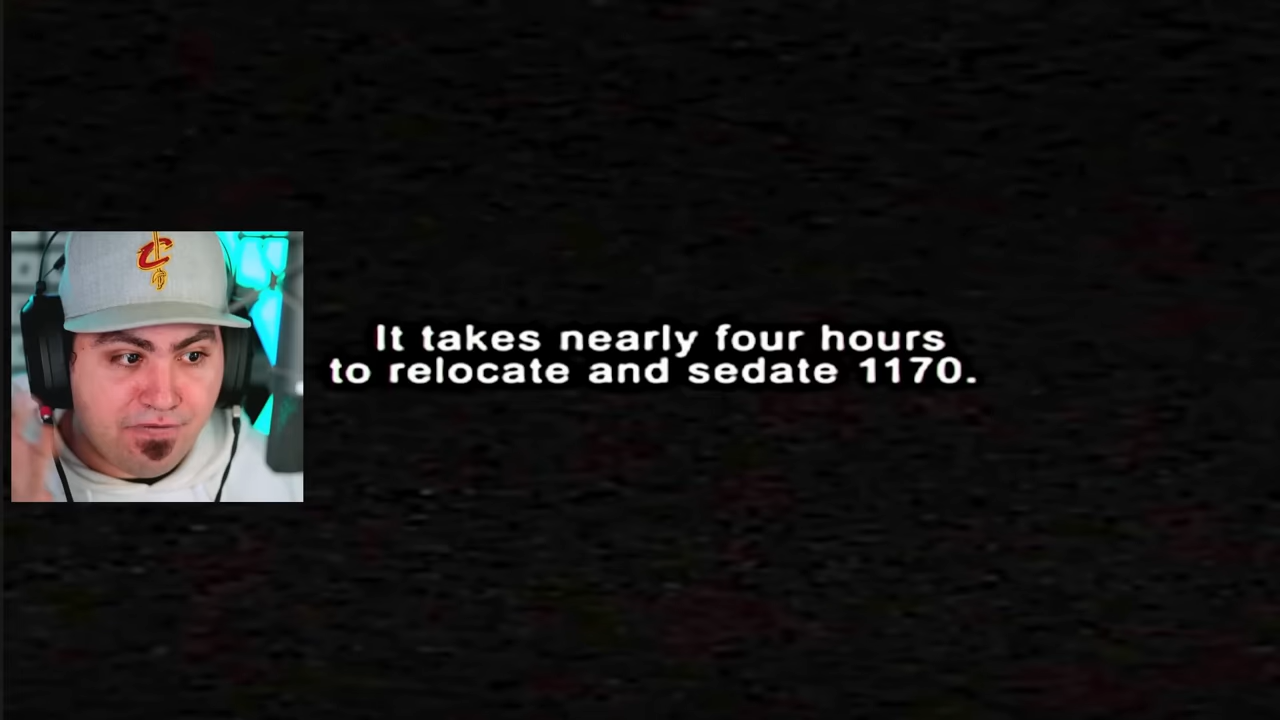 It takes nearly four hours
to relocate and sedate 1170.